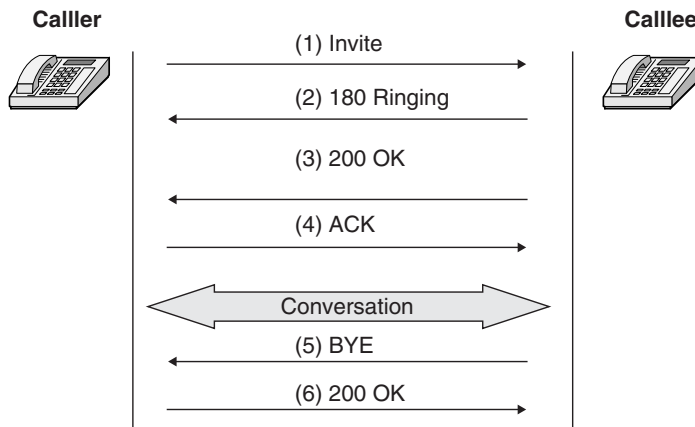 Calller
Calllee
(1) Invite
(2) 180 Ringing
(3) 200 OK
(4) ACK
Conversation
(5) BYE
(6) 200 OK